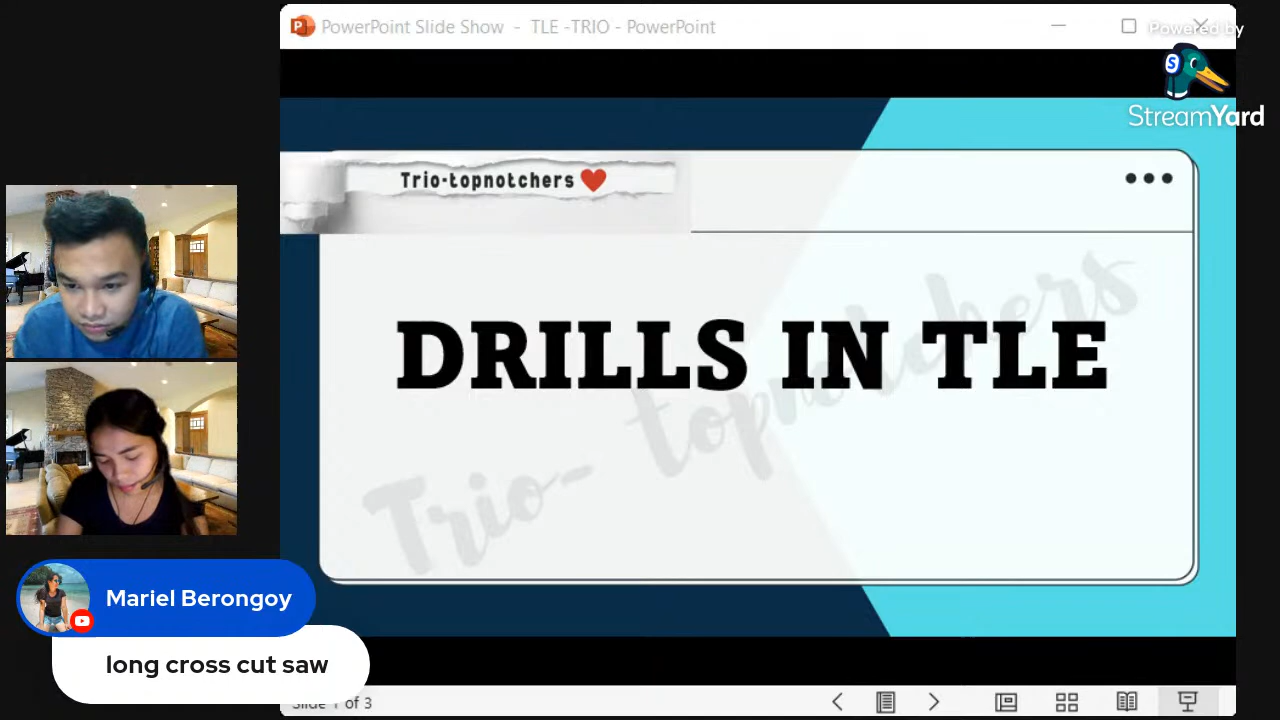 PowerPoint Slide Show - TLE -TRIO - PowerPoint
Powered by
StreamYard
Trio-topnotchers
DRILLS IN TLE
Trio- topnotchers
Mariel Berongoy
long cross cut saw
Slide 1 of 3